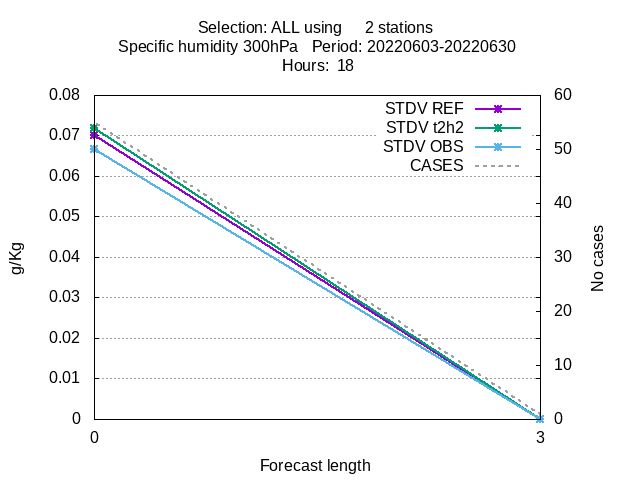 Selection: ALL using     2 stations
Specific humidity 300hPa   Period: 20220603-20220630
Hours:  18
0.08
0.07
0.06
0.05
0.04
0.03
0.02
0.01
0
60
50
40
30
20
10
0
STDV REF
STDV t2h2
STDV OBS
CASES
g/Kg
No cases
0
3
Forecast length